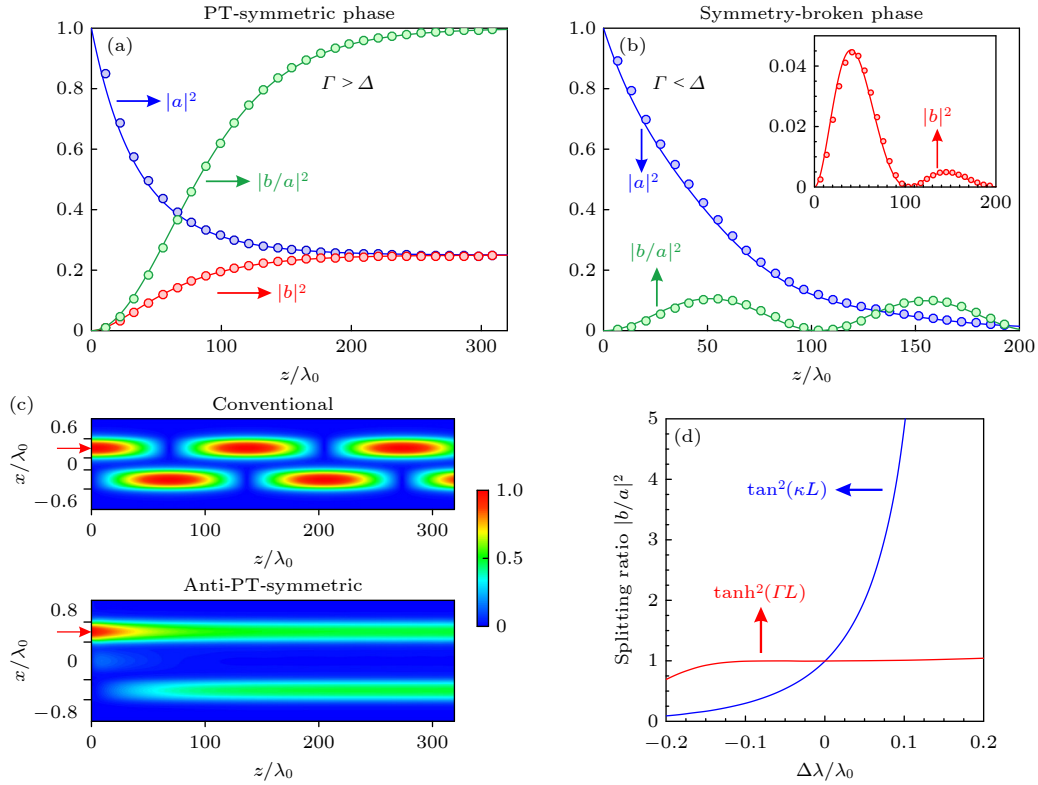 PT-symmetric phase
(a)
Γ > Δ
|a|²
|b/a|²
|b|²
1.0
0.8
0.6
0.4
0.2
0
0 100 200 300
z/λ₀
Symmetry-broken phase
(b)
Γ < Δ
|a|²
|b/a|²
1.0
0.8
0.6
0.4
0.2
0
0 50 100 150 200
z/λ₀
0.04
0.02
0
|b|²
0 100 200
(c)
Conventional
x/λ₀
0.6
0
−0.6
0 100 200 300
z/λ₀
Anti-PT-symmetric
x/λ₀
0.8
0
−0.8
0 100 200 300
z/λ₀
1.0
0.5
0
(d)
Splitting ratio |b/a|²
5
4
3
2
1
0
tan²(κL)
tanh²(ΓL)
−0.2 −0.1 0 0.1 0.2
Δλ/λ₀